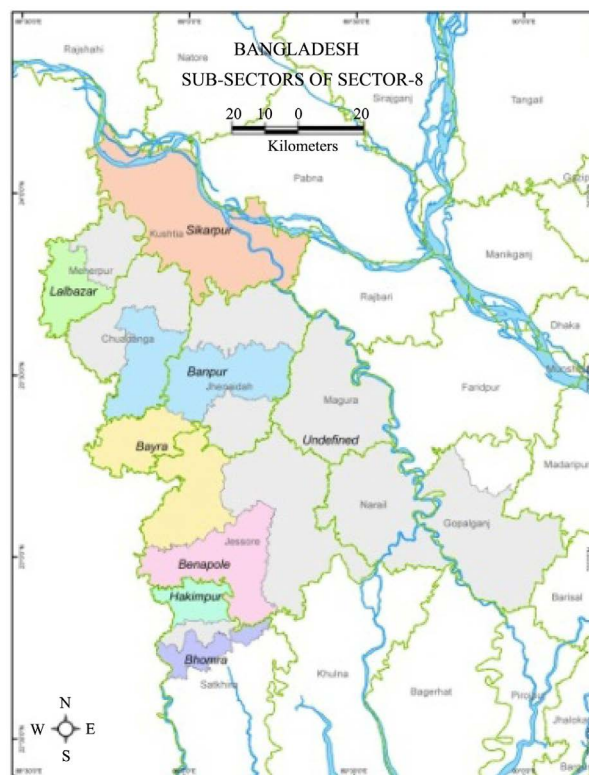 Rajshahi
Natore
BANGLADESH
SUB-SECTORS OF SECTOR-8
Sirajganj
Tangail
20 10 0 20
Kilometers
Pabna
Kushtia
Sikarpur
Manikganj
Meherpur
Lalbazar
Rajbari
Dhaka
Chuadanga
Banpur
Jhenaidah
Faridpur
Magura
Undefined
Bayra
Madaripur
Narail
Gopalganj
Jessore
Benapole
Hakimpur
Barisal
Bhomra
Satkhira
Khulna
Bagerhat
N
W E
S